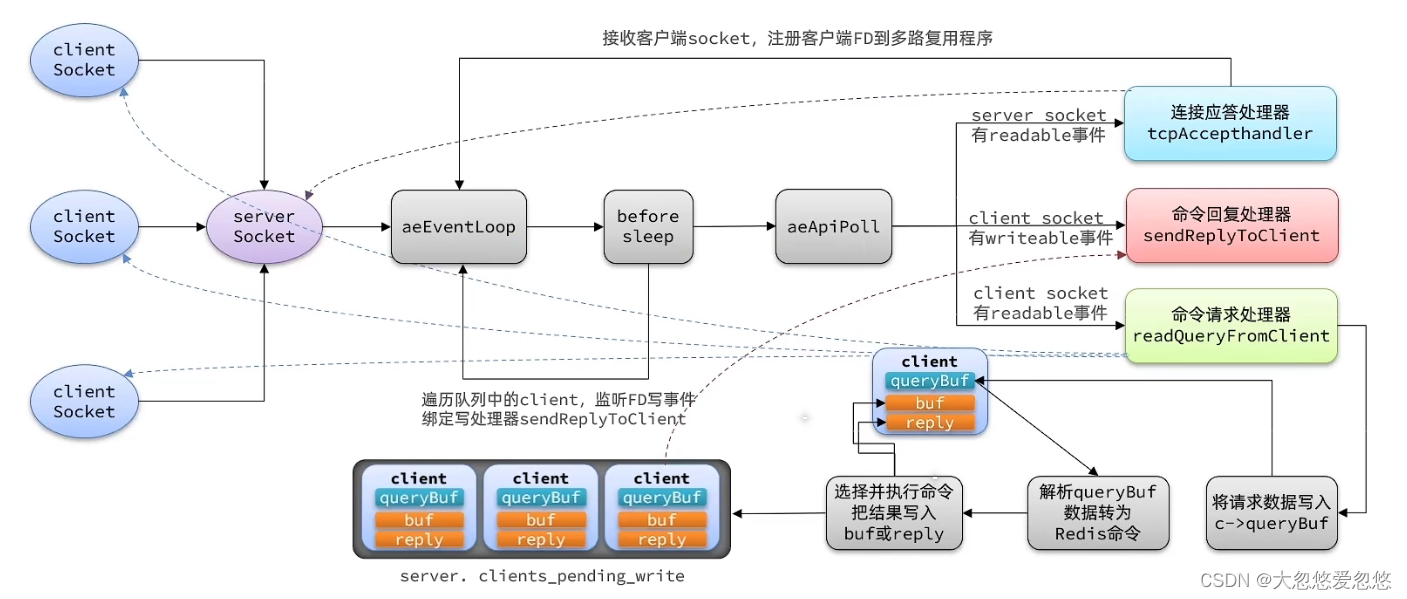 接收客户端socket，注册客户端FD到多路复用程序
client
Socket
client
Socket
client
Socket
server
Socket
aeEventLoop
before
sleep
aeApiPoll
server socket
有readable事件
连接应答处理器
tcpAccepthandler
client socket
有writeable事件
命令回复处理器
sendReplyToClient
client socket
有readable事件
命令请求处理器
readQueryFromClient
遍历队列中的client，监听FD写事件
绑定写处理器sendReplyToClient
client
queryBuf
buf
reply
client
queryBuf
buf
reply
client
queryBuf
buf
reply
client
queryBuf
buf
reply
server. clients_pending_write
选择并执行命令
把结果写入
buf或reply
解析queryBuf
数据转为
Redis命令
将请求数据写入
c->queryBuf
CSDN @大忽悠爱忽悠